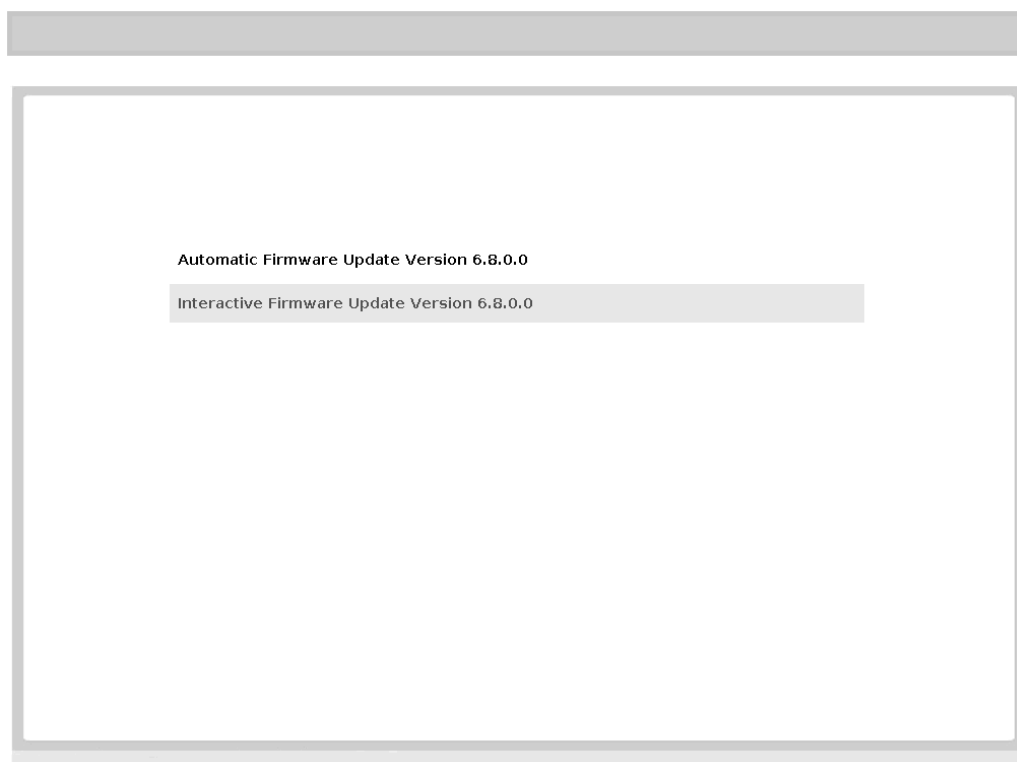 Automatic Firmware Update Version 6.8.0.0
Interactive Firmware Update Version 6.8.0.0